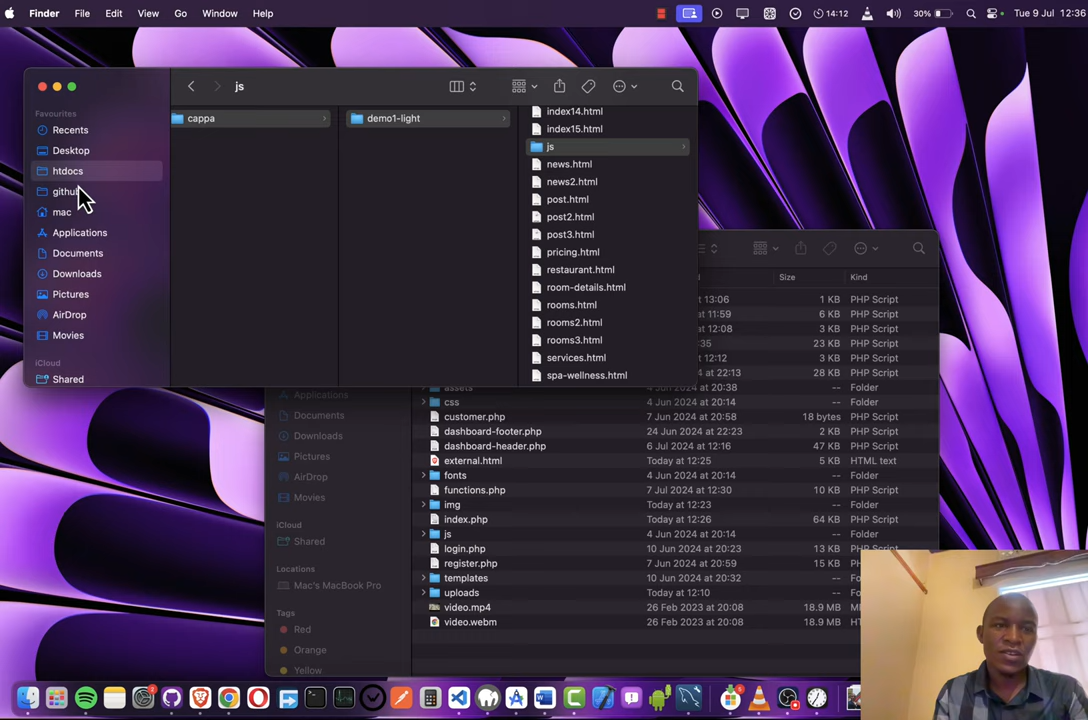 Finder File Edit View Go Window Help 14:12 30% Tue 9 Jul 12:36
js
Favourites
Recents
Desktop
htdocs
github
mac
Applications
Documents
Downloads
Pictures
AirDrop
Movies
iCloud
Shared
cappa
demo1-light
index14.html
index15.html
js
news.html
news2.html
post.html
post2.html
post3.html
pricing.html
restaurant.html
room-details.html
rooms.html
rooms2.html
rooms3.html
services.html
spa-wellness.html
Size Kind
13:06 1 KB PHP Script
at 11:59 6 KB PHP Script
at 12:08 3 KB PHP Script
:35 23 KB PHP Script
at 12:12 28 KB PHP Script
assets 4 Jun 2024 at 20:38 -- Folder
css 4 Jun 2024 at 20:14 -- Folder
customer.php 7 Jun 2024 at 20:58 18 bytes PHP Script
dashboard-footer.php 24 Jun 2024 at 22:23 2 KB PHP Script
dashboard-header.php 6 Jul 2024 at 12:16 47 KB PHP Script
external.html Today at 12:25 5 KB HTML text
fonts 4 Jun 2024 at 20:14 -- Folder
functions.php 7 Jul 2024 at 12:30 10 KB PHP Script
img Today at 12:23 -- Folder
index.php Today at 12:26 64 KB PHP Script
js 4 Jun 2024 at 20:14 -- Folder
login.php 10 Jun 2024 at 20:23 13 KB PHP Script
register.php 7 Jun 2024 at 20:59 15 KB PHP Script
templates 10 Jun 2024 at 20:32
uploads Today at 12:10
video.mp4 26 Feb 2023 at 20:08 18.9 MB
video.webm 26 Feb 2023 at 20:08 18.9 MB
Applications
Documents
Downloads
Pictures
AirDrop
Movies
iCloud
Shared
Locations
Mac's MacBook Pro
Tags
Red
Orange
Yellow